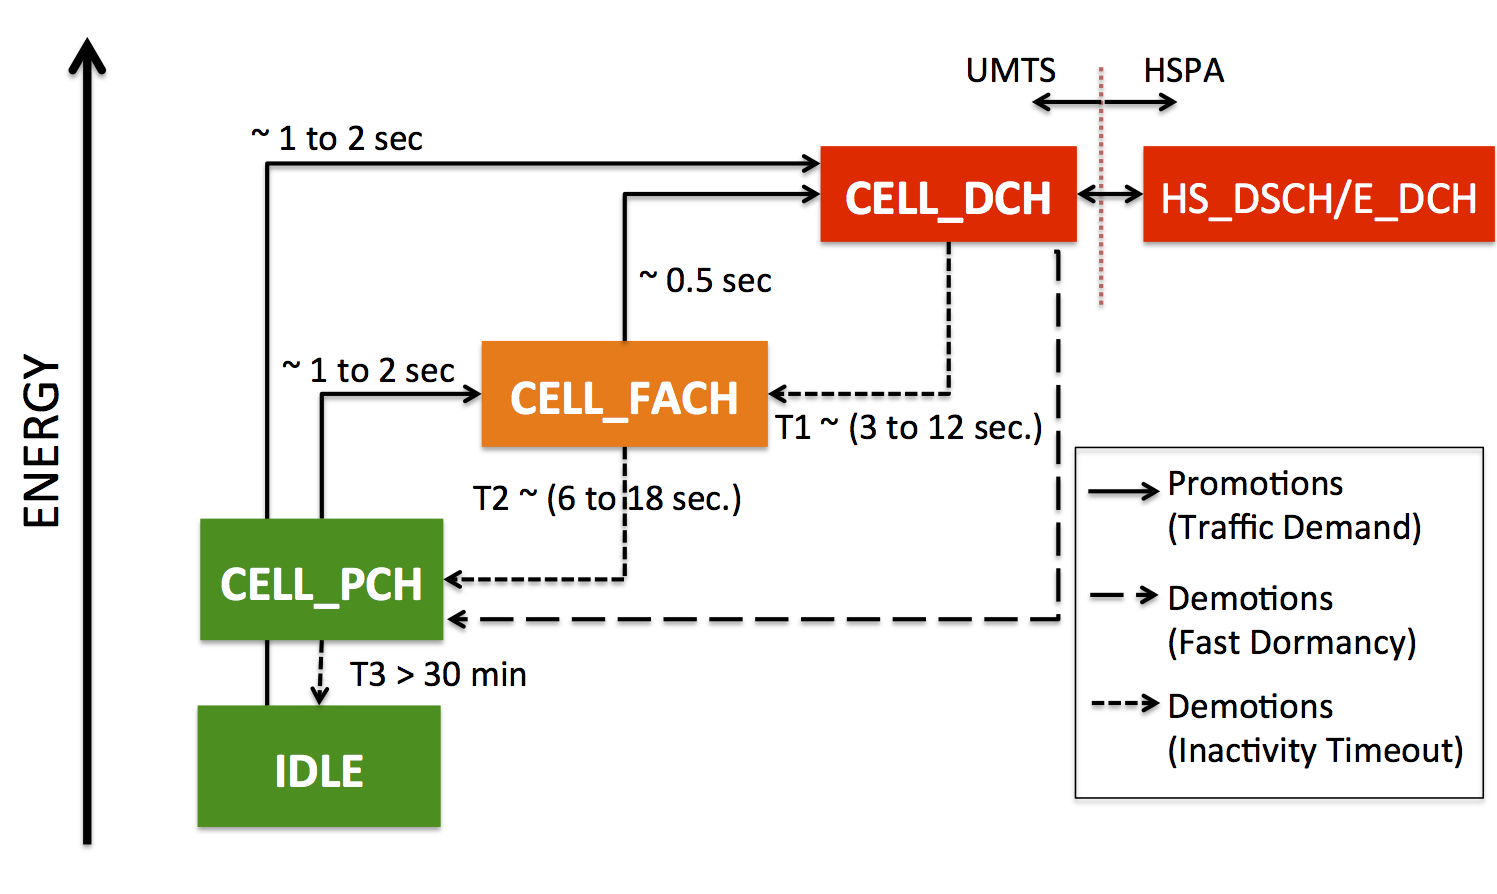 UMTS
HSPA
~ 1 to 2 sec
CELL_DCH
HS_DSCH/E_DCH
~ 0.5 sec
ENERGY
~ 1 to 2 sec
CELL_FACH
T1 ~ (3 to 12 sec.)
T2 ~ (6 to 18 sec.)
CELL_PCH
T3 > 30 min
IDLE
Promotions
(Traffic Demand)
Demotions
(Fast Dormancy)
Demotions
(Inactivity Timeout)